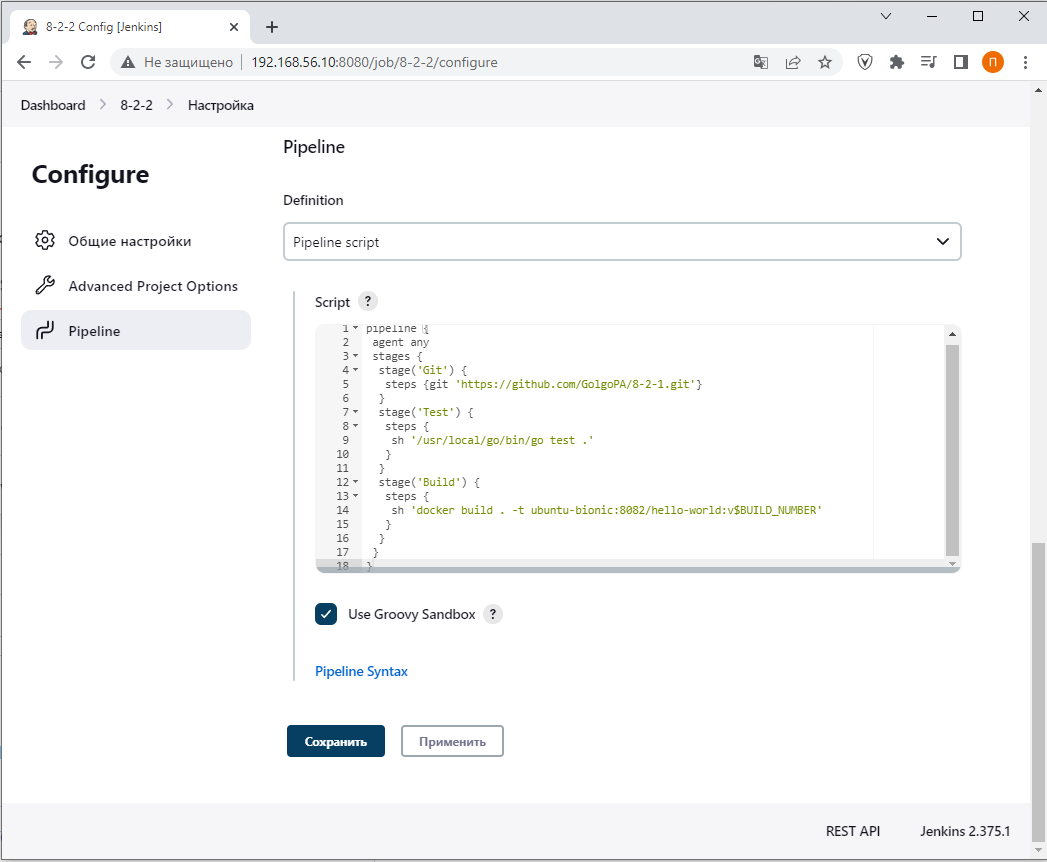 8-2-2 Config [Jenkins]
Не защищено
192.168.56.10:8080/job/8-2-2/configure
П
Dashboard
8-2-2
Настройка
Configure
Общие настройки
Advanced Project Options
Pipeline
Pipeline
Definition
Pipeline script
Script ?
1 pipeline {
2 agent any
3 stages {
4 stage('Git') {
5 steps {git 'https://github.com/GolgoPA/8-2-1.git'}
6 }
7 stage('Test') {
8 steps {
9 sh '/usr/local/go/bin/go test .'
10 }
11 }
12 stage('Build') {
13 steps {
14 sh 'docker build . -t ubuntu-bionic:8082/hello-world:v$BUILD_NUMBER'
15 }
16 }
17 }
18 }
Use Groovy Sandbox ?
Pipeline Syntax
Сохранить
Применить
REST API
Jenkins 2.375.1